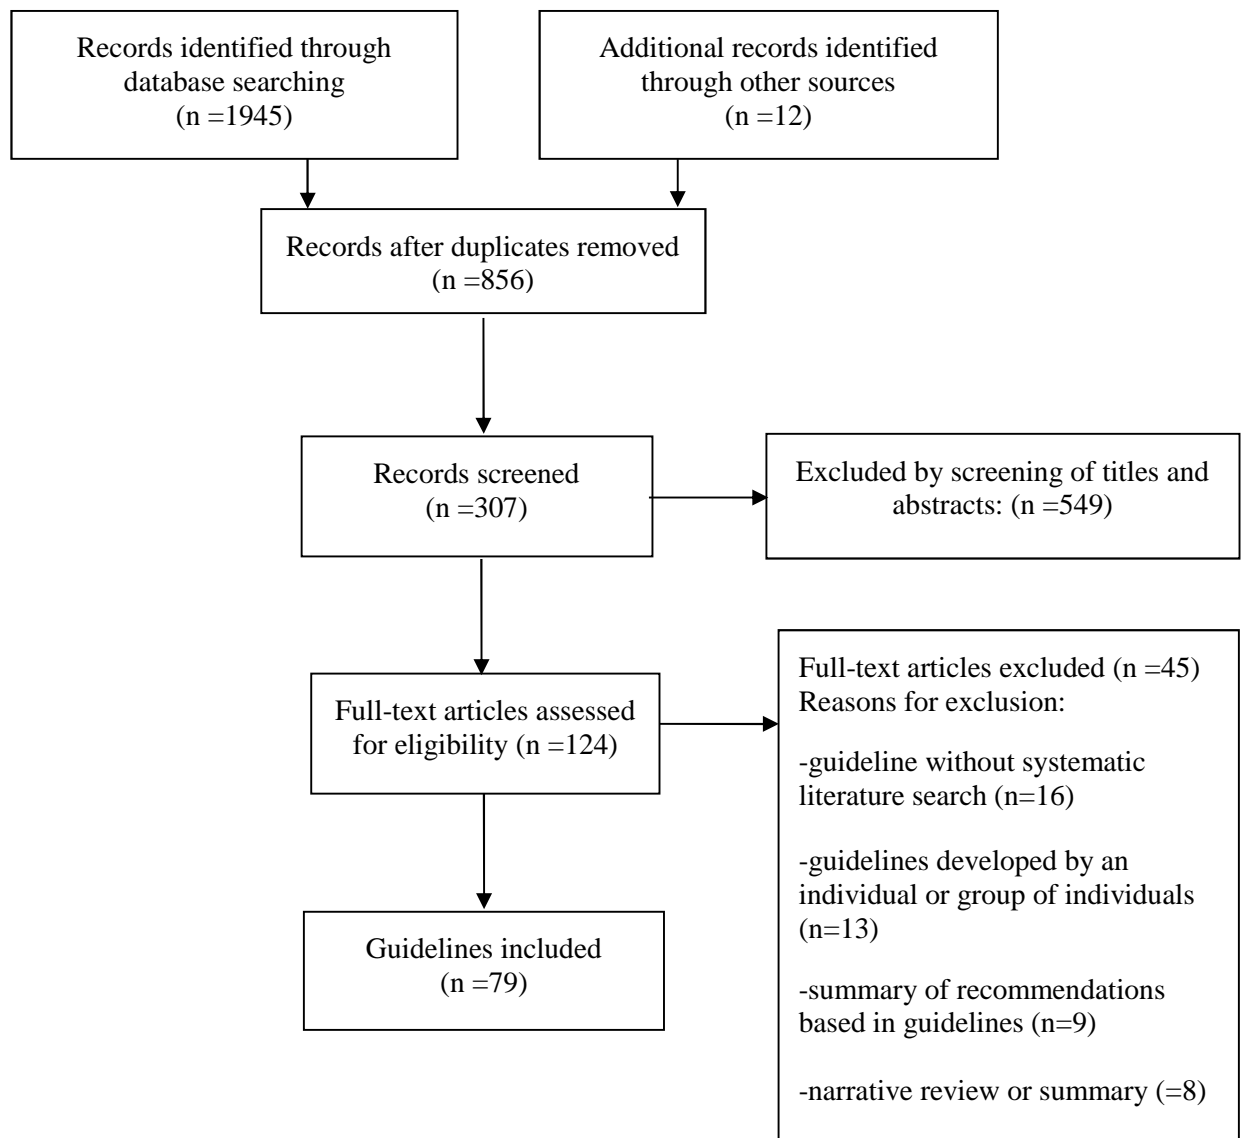 Records identified through
database searching
(n =1945)
Additional records identified
through other sources
(n =12)
Records after duplicates removed
(n =856)
Records screened
(n =307)
Excluded by screening of titles and
abstracts: (n =549)
Full-text articles assessed
for eligibility (n =124)
Full-text articles excluded (n =45)
Reasons for exclusion:
-guideline without systematic
literature search (n=16)
-guidelines developed by an
individual or group of individuals
(n=13)
-summary of recommendations
based in guidelines (n=9)
-narrative review or summary (=8)
Guidelines included
(n =79)